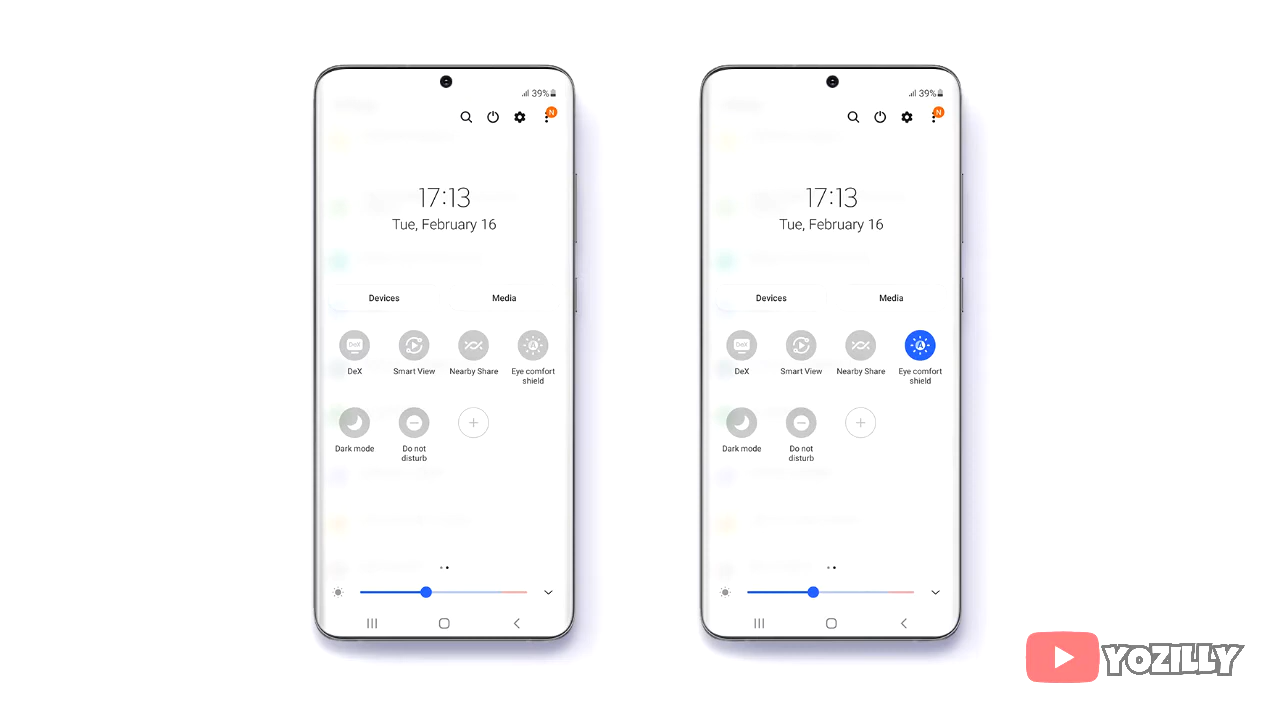 39%
N
17:13
Tue, February 16
Devices
Media
DeX
DeX
Smart View
Nearby Share
A
Eye comfort
shield
Dark mode
Do not
disturb
39%
N
17:13
Tue, February 16
Devices
Media
DeX
DeX
Smart View
Nearby Share
A
Eye comfort
shield
Dark mode
Do not
disturb
YOZILLY